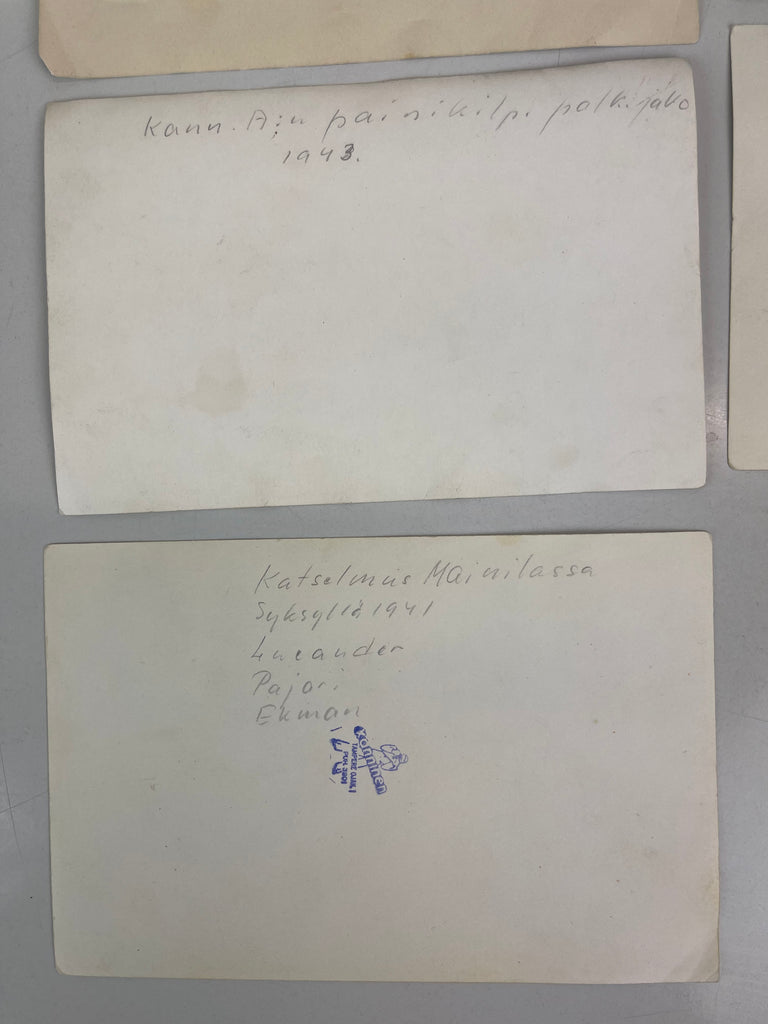 Kann. A:n painikilp. palk.jako
1943.
Katselmus Mainilassa
Syksyllä 1941
Lucander
Pajari
Ekman